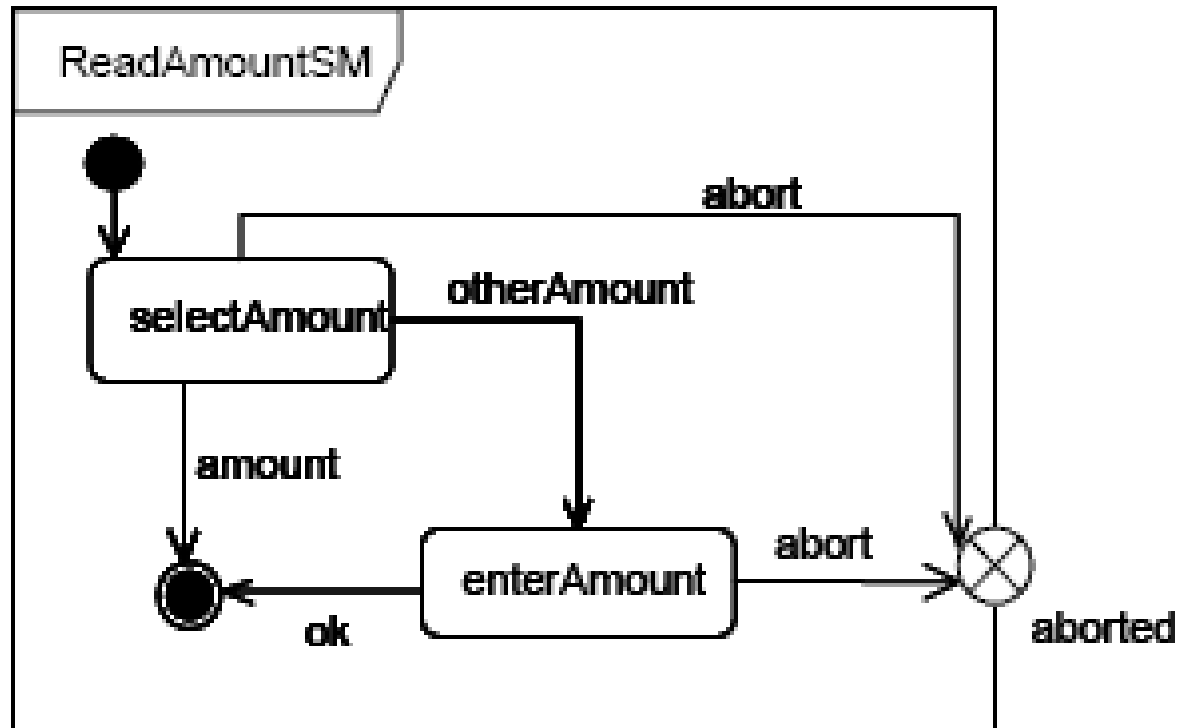 ReadAmountSM
abort
otherAmount
selectAmount
amount
abort
enterAmount
ok
aborted